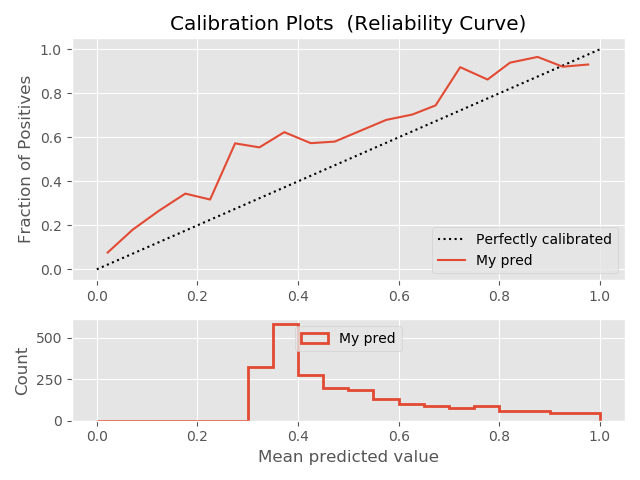 Calibration Plots  (Reliability Curve)
1.0
0.8
0.6
0.4
0.2
0.0
Fraction of Positives
Perfectly calibrated
My pred
0.0 0.2 0.4 0.6 0.8 1.0
500
250
0
Count
My pred
0.0 0.2 0.4 0.6 0.8 1.0
Mean predicted value